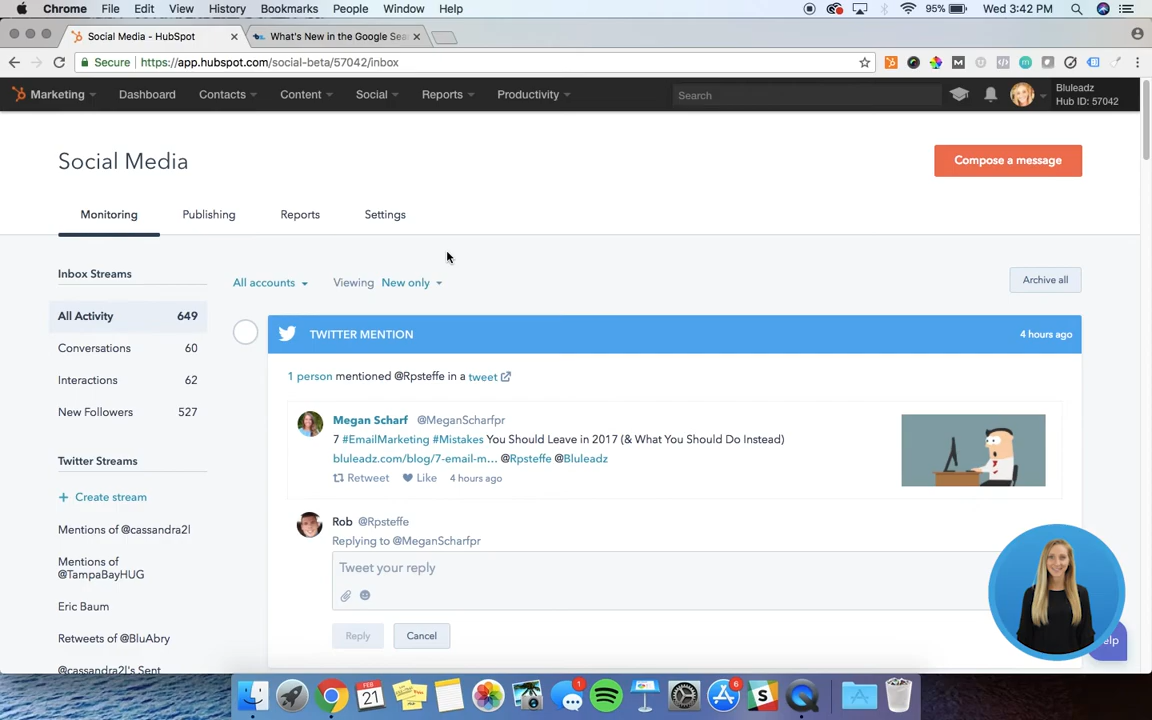 Chrome File Edit View History Bookmarks People Window Help 95% Wed 3:42 PM
Social Media - HubSpot What's New in the Google Sea
Secure https://app.hubspot.com/social-beta/57042/inbox
Marketing Dashboard Contacts Content Social Reports Productivity Search Bluleadz
Hub ID: 57042
Social Media
Compose a message
Monitoring Publishing Reports Settings
Inbox Streams
All accounts Viewing New only Archive all
All Activity 649
Conversations 60
Interactions 62
New Followers 527
Twitter Streams
+ Create stream
Mentions of @cassandra2l
Mentions of
@TampaBayHUG
Eric Baum
Retweets of @BluAbry
@cassandra2l's Sent
TWITTER MENTION 4 hours ago
1 person mentioned @Rpsteffe in a tweet
Megan Scharf @MeganScharfpr
7 #EmailMarketing #Mistakes You Should Leave in 2017 (& What You Should Do Instead)
bluleadz.com/blog/7-email-m... @Rpsteffe @Bluleadz
Retweet Like 4 hours ago
Rob @Rpsteffe
Replying to @MeganScharfpr
Tweet your reply
Reply Cancel
elp
FEB
21
1
6